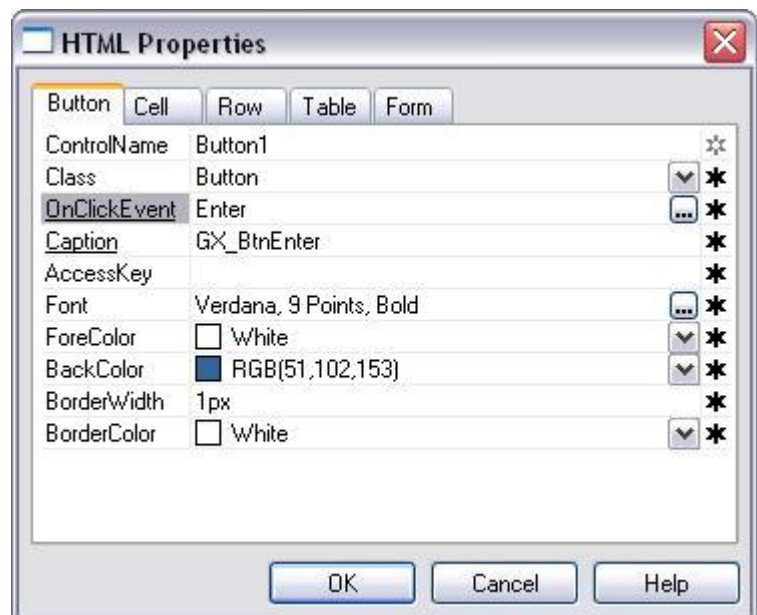 HTML Properties
Button Cell Row Table Form
ControlName Button1
Class Button
OnClickEvent Enter
Caption GX_BtnEnter
AccessKey
Font Verdana, 9 Points, Bold
ForeColor White
BackColor RGB(51,102,153)
BorderWidth 1px
BorderColor White
OK Cancel Help